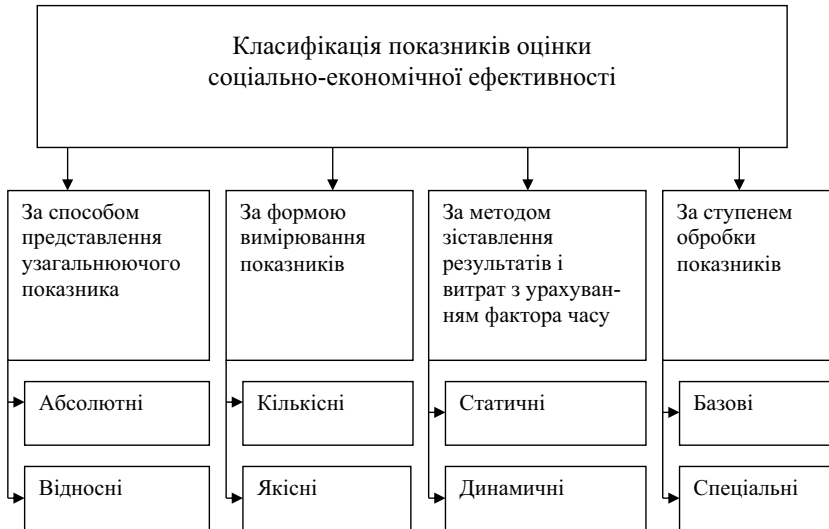 Класифікація показників оцінки
соціально-економічної ефективності
За способом
представлення
узагальнюючого
показника
За формою
вимірювання
показників
За методом
зіставлення
результатів і
витрат з урахуван-
ням фактора часу
За ступенем
обробки
показників
Абсолютні
Кількісні
Статичні
Базові
Відносні
Якісні
Динамичні
Спеціальні